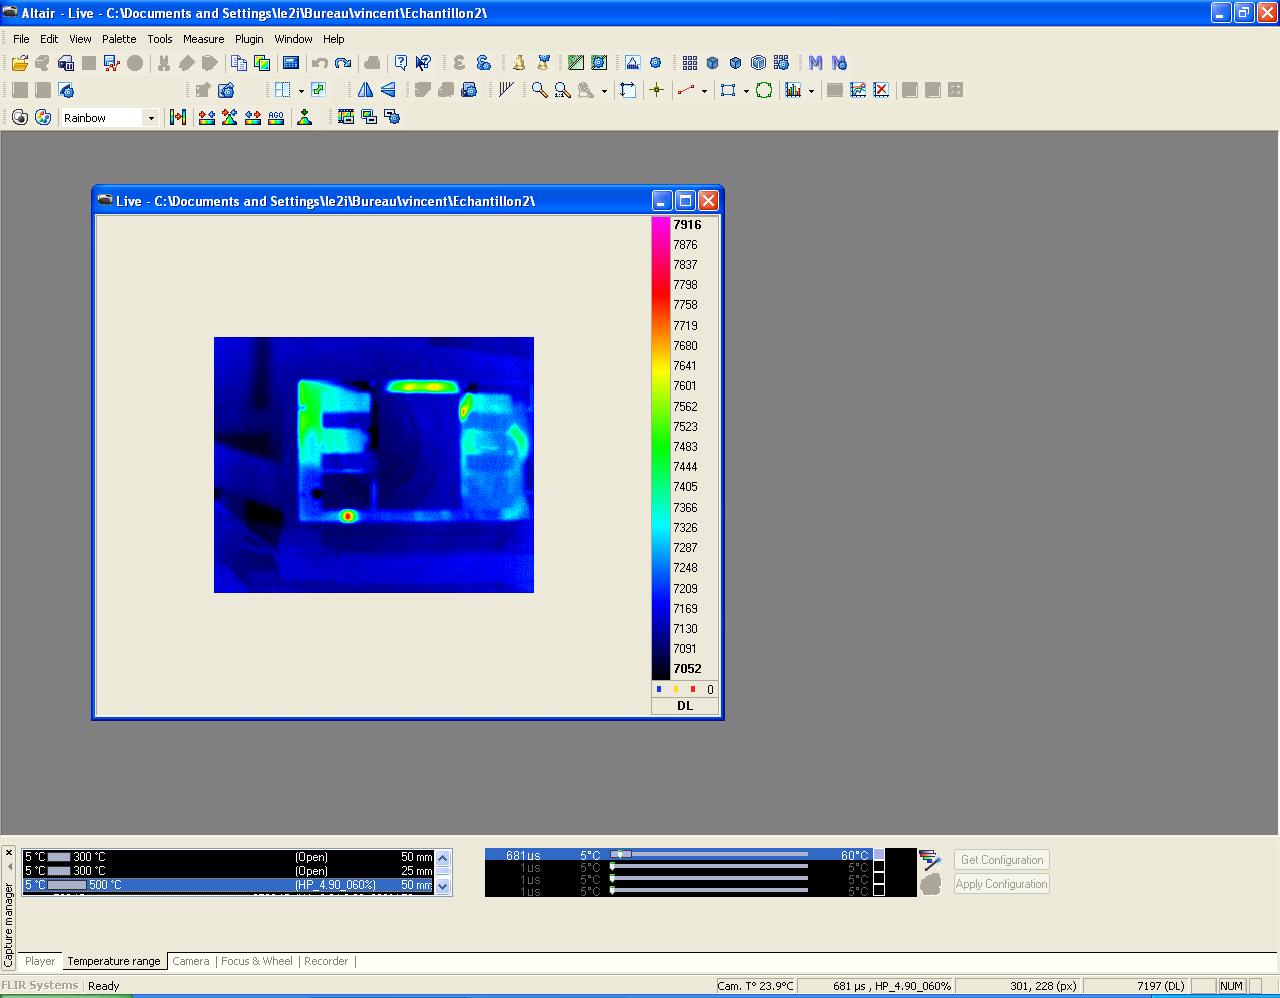 Altair - Live - C:\Documents and Settings\le2i\Bureau\vincent\Echantillon2\
File Edit View Palette Tools Measure Plugin Window Help
Rainbow
AGO
Live - C:\Documents and Settings\le2i\Bureau\vincent\Echantillon2\
7916
7876
7837
7798
7758
7719
7680
7641
7601
7562
7523
7483
7444
7405
7366
7326
7287
7248
7209
7169
7130
7091
7052
0
DL
Capture manager
5 °C 300 °C (Open) 50 mm
5 °C 300 °C (Open) 25 mm
5 °C 500 °C (HP_4.90_060%) 50 mm
681us 5°C 60°C
1us 5°C 5°C
1us 5°C 5°C
1us 5°C 5°C
Get Configuration
Apply Configuration
Player Temperature range Camera Focus & Wheel Recorder
FLIR Systems Ready Cam. T° 23.9°C 681 µs , HP_4.90_060% 301, 228 (px) 7197 (DL) NUM